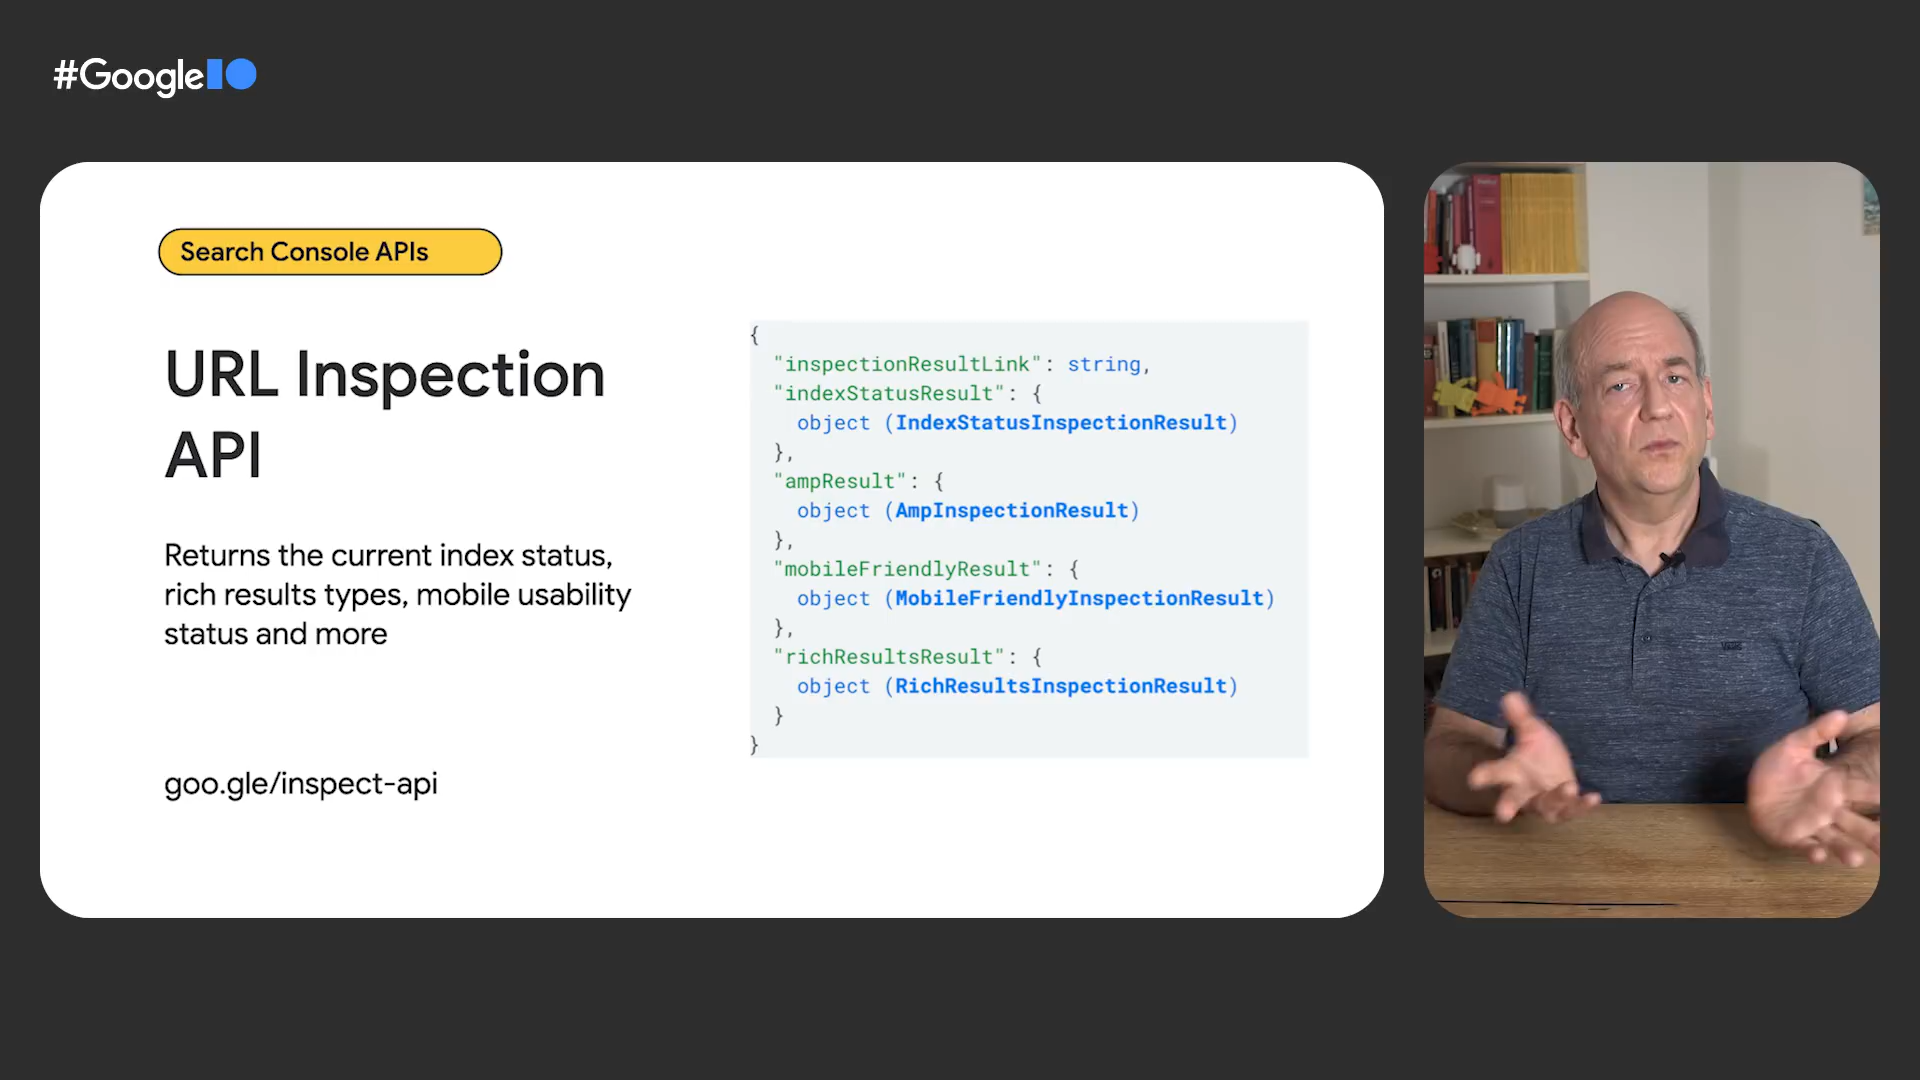 #GoogleIO
Search Console APIs
URL Inspection
API
Returns the current index status,
rich results types, mobile usability
status and more
goo.gle/inspect-api
{
"inspectionResultLink": string,
"indexStatusResult": {
object (IndexStatusInspectionResult)
},
"ampResult": {
object (AmpInspectionResult)
},
"mobileFriendlyResult": {
object (MobileFriendlyInspectionResult)
},
"richResultsResult": {
object (RichResultsInspectionResult)
}
}